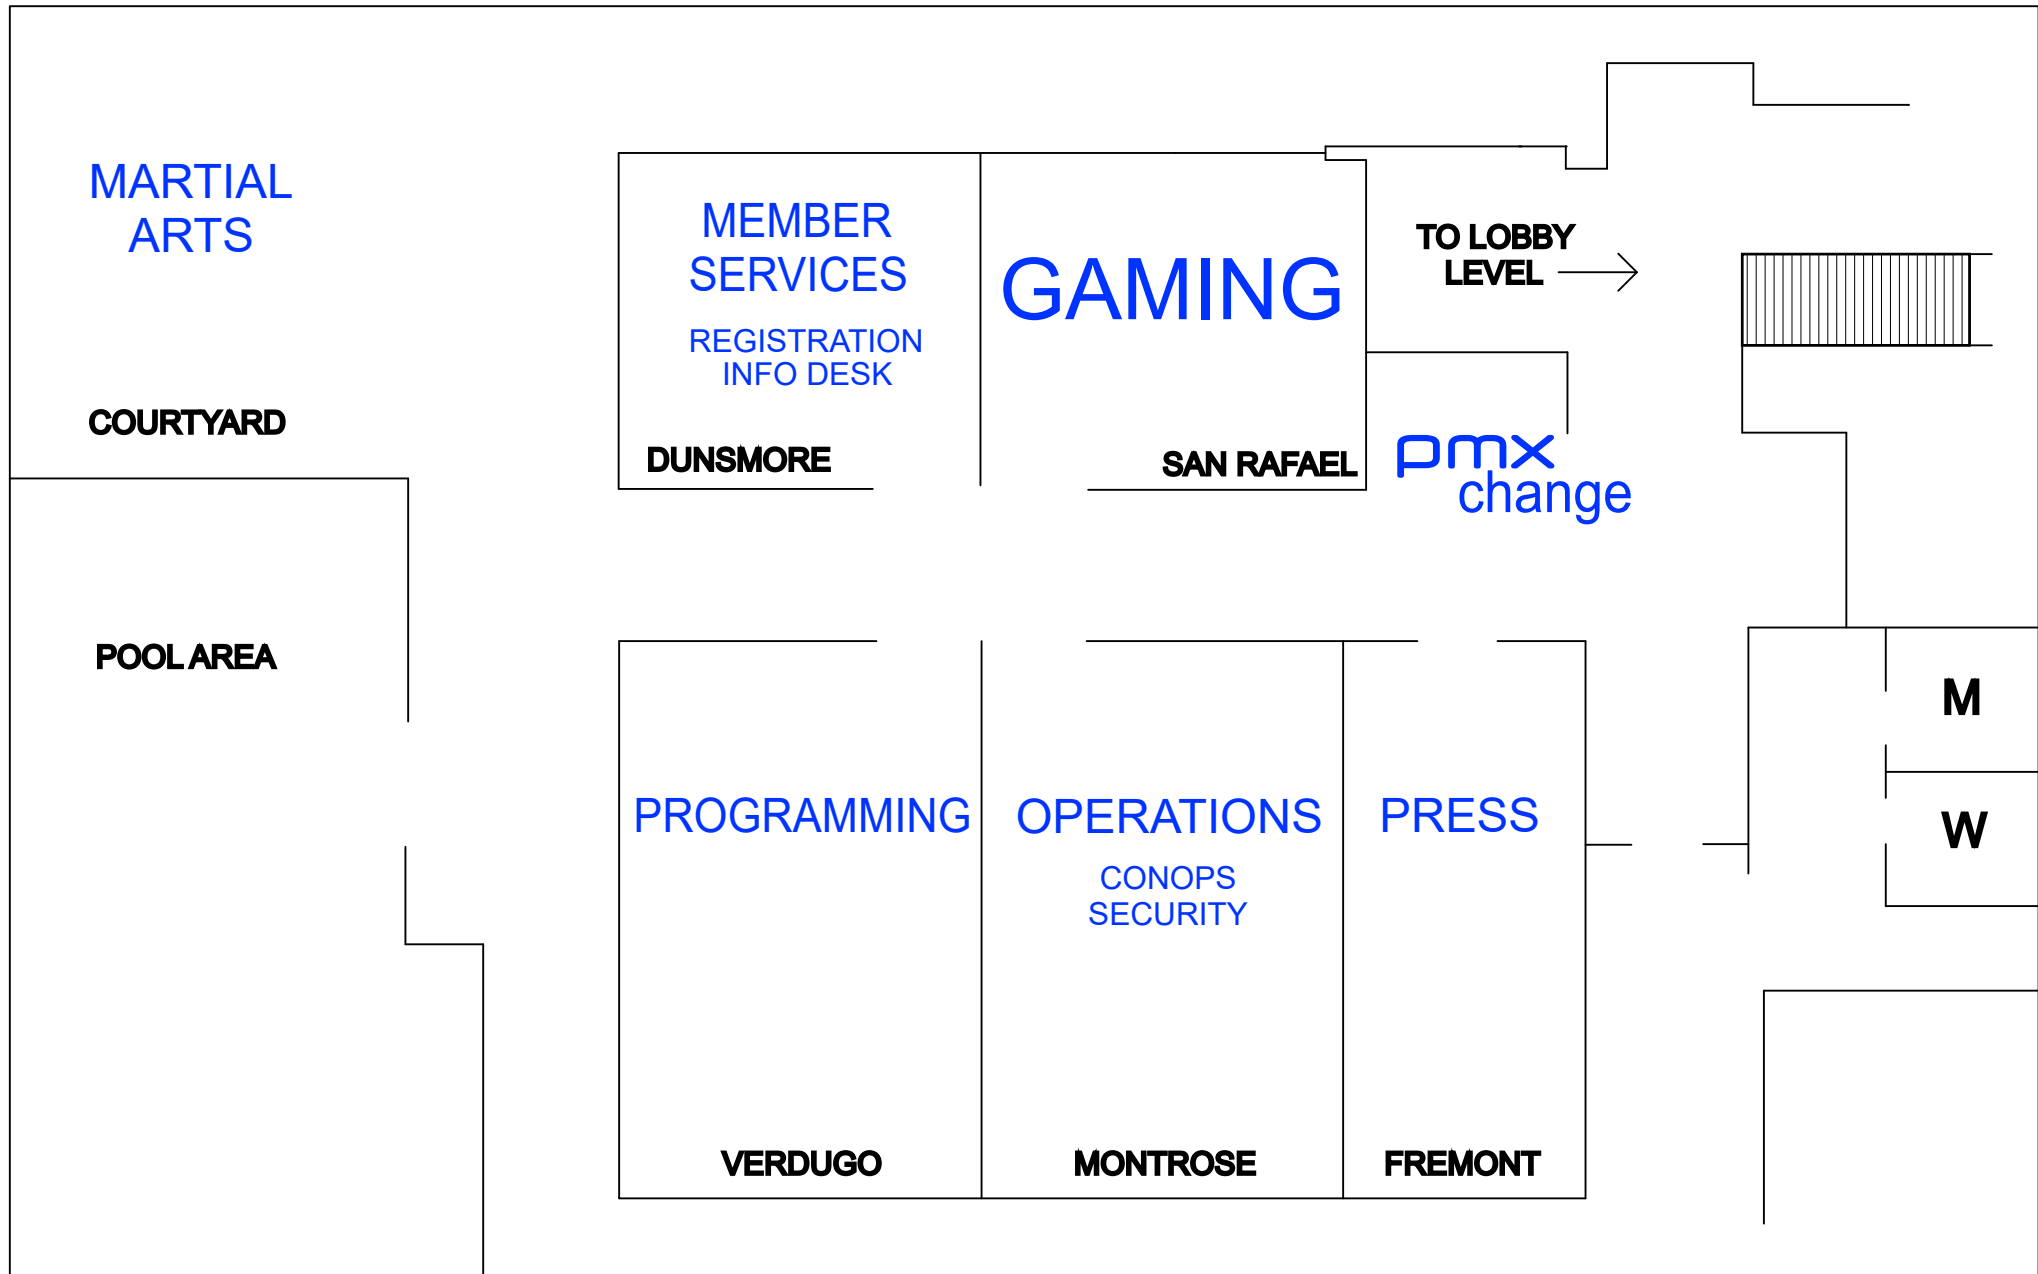 MARTIAL
ARTS
COURTYARD
POOL AREA
MEMBER
SERVICES
REGISTRATION
INFO DESK
DUNSMORE
GAMING
SAN RAFAEL
TO LOBBY
LEVEL
pmx
change
PROGRAMMING
VERDUGO
OPERATIONS
CONOPS
SECURITY
MONTROSE
PRESS
FREMONT
M
W